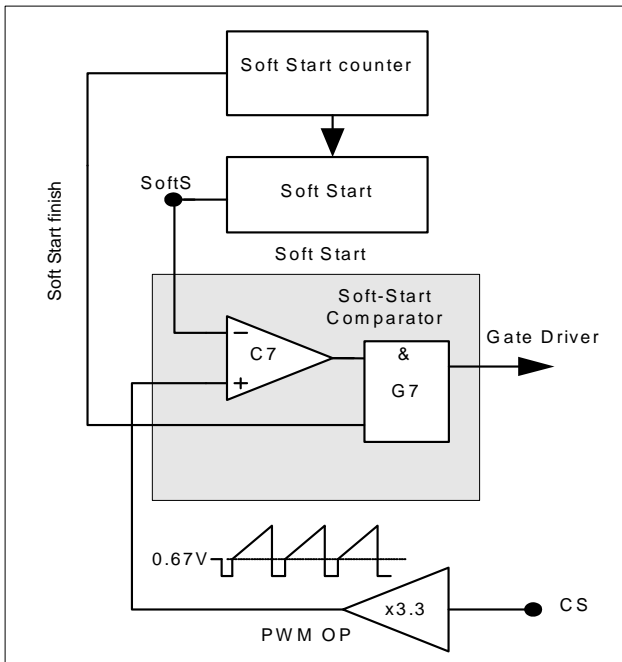 Soft Start counter
SoftS
Soft Start
Soft Start finish
Soft Start
Soft-Start
Comparator
Gate Driver
−
C7
+
&
G7
0.67V
x3.3
CS
PWM OP